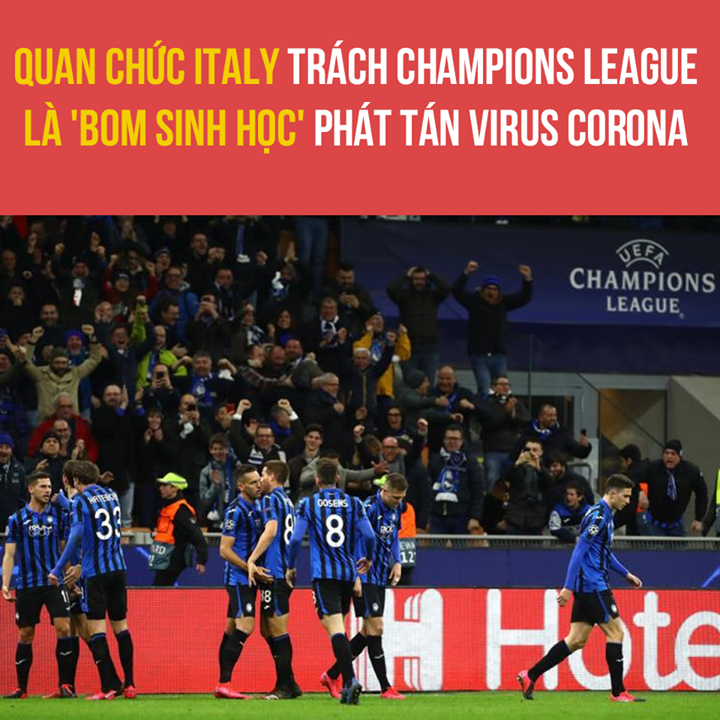 QUAN CHỨC ITALY TRÁCH CHAMPIONS LEAGUE
LÀ 'BOM SINH HỌC' PHÁT TÁN VIRUS CORONA
UEFA
CHAMPIONS
LEAGUE
HATEBOER
33
88
GOSENS
8
H Hote